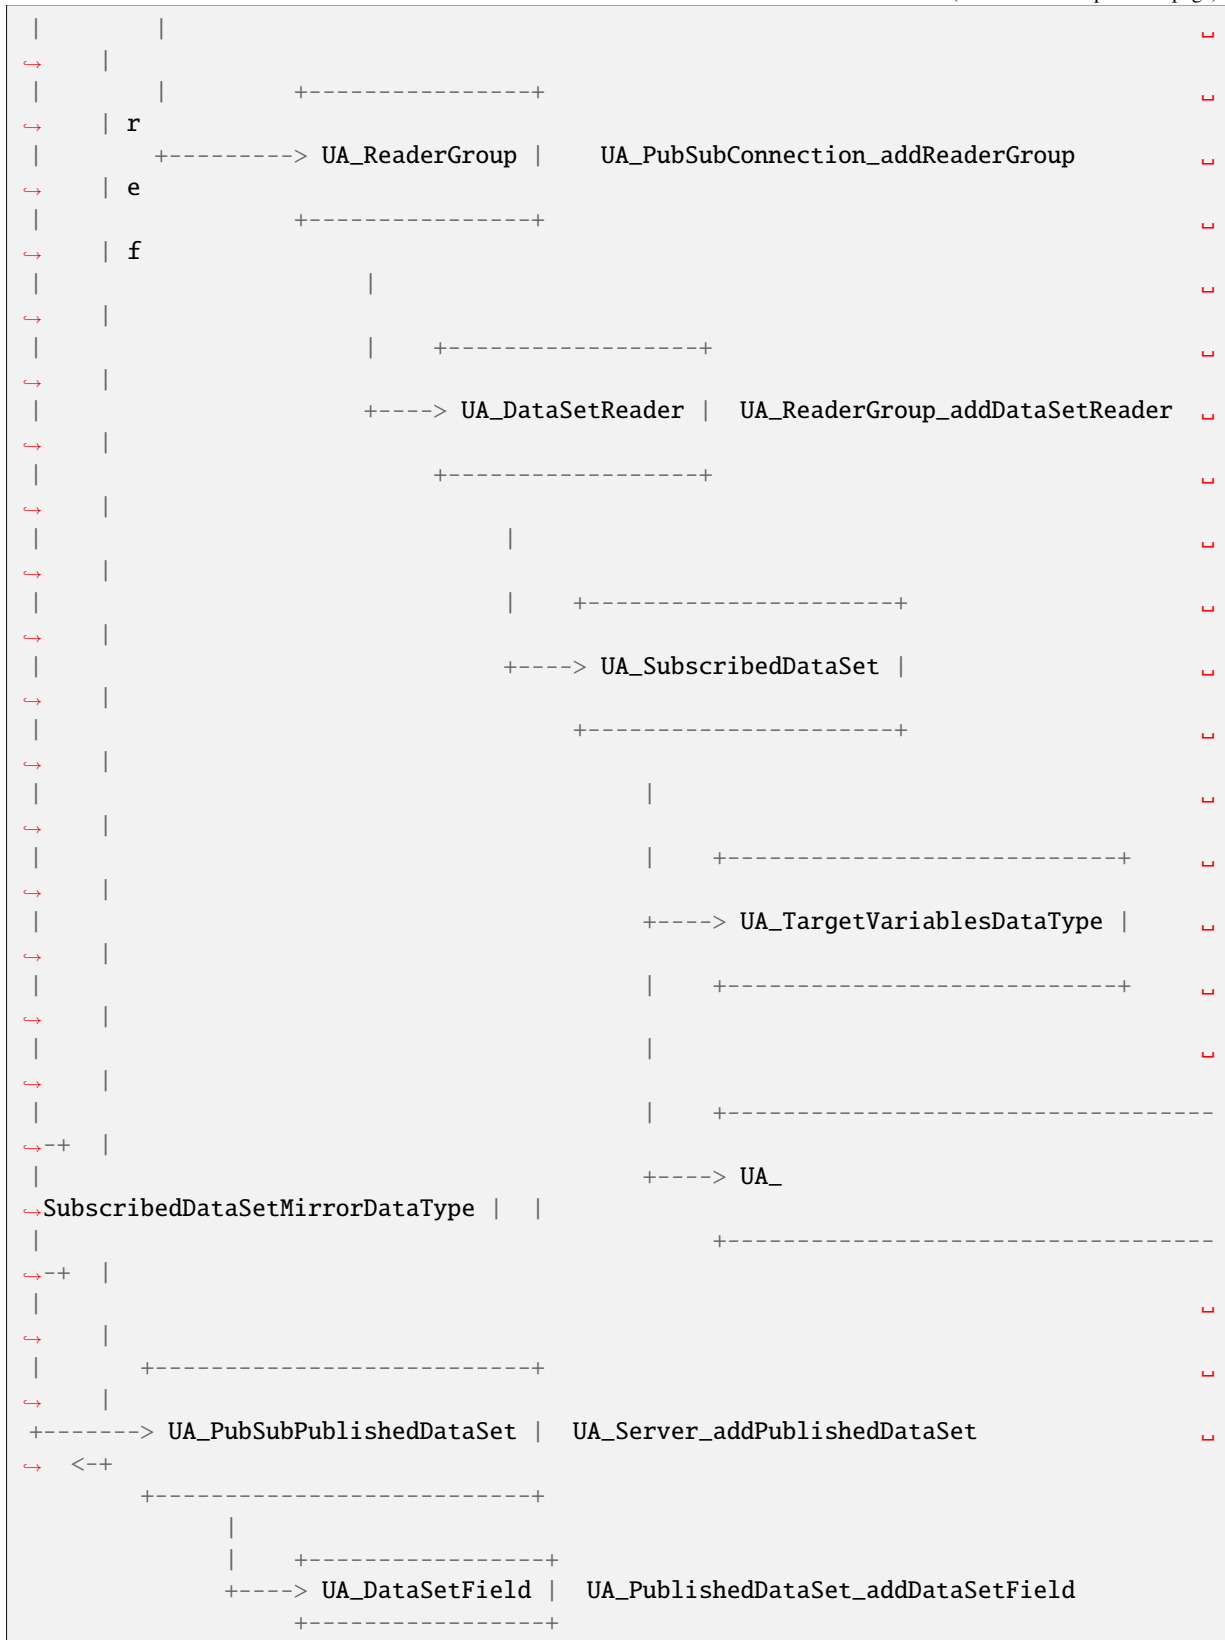 |        |                                                                          ␣
↪     |
|        |         +----------------+                                               ␣
↪     | r
|        +---------> UA_ReaderGroup |    UA_PubSubConnection_addReaderGroup         ␣
↪     | e
|                  +----------------+                                               ␣
↪     | f
|                       |                                                           ␣
↪     |
|                       |    +------------------+                                   ␣
↪     |
|                       +----> UA_DataSetReader |  UA_ReaderGroup_addDataSetReader  ␣
↪     |
|                            +------------------+                                   ␣
↪     |
|                                 |                                                 ␣
↪     |
|                                 |    +----------------------+                     ␣
↪     |
|                                 +----> UA_SubscribedDataSet |                     ␣
↪     |
|                                      +----------------------+                     ␣
↪     |
|                                           |                                       ␣
↪     |
|                                           |    +----------------------------+     ␣
↪     |
|                                           +----> UA_TargetVariablesDataType |     ␣
↪     |
|                                           |    +----------------------------+     ␣
↪     |
|                                           |                                       ␣
↪     |
|                                           |    +-----------------------------------
↪-+  |
|                                           +----> UA_
↪SubscribedDataSetMirrorDataType |  |
|                                                +-----------------------------------
↪-+  |
|                                                                                   ␣
↪     |
|       +---------------------------+                                               ␣
↪     |
+-------> UA_PubSubPublishedDataSet |  UA_Server_addPublishedDataSet                ␣
↪  <-+
        +---------------------------+
              |
              |    +-----------------+
              +----> UA_DataSetField |  UA_PublishedDataSet_addDataSetField
                   +-----------------+